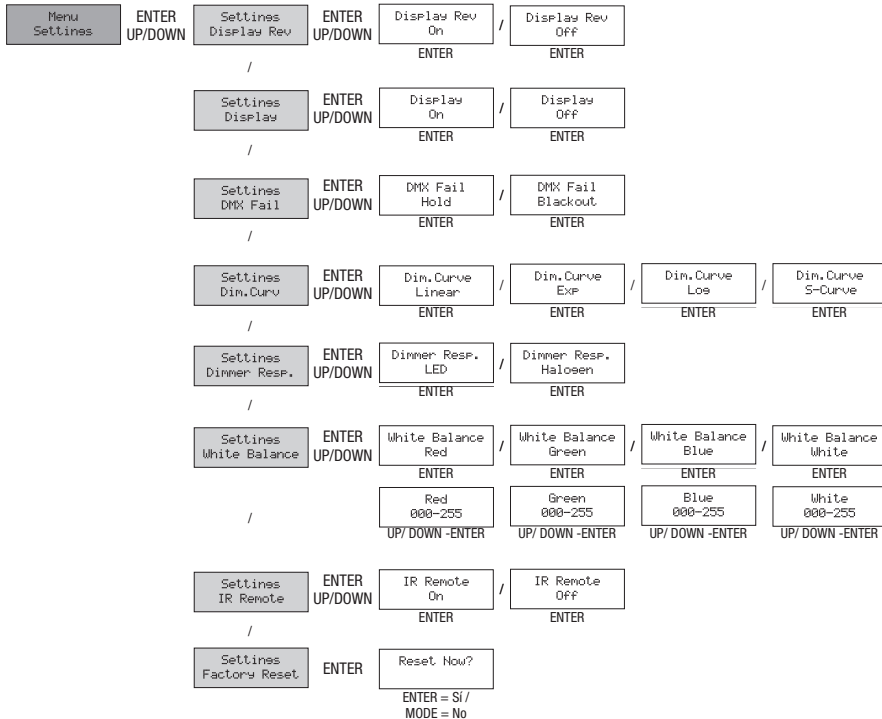 Menu
Settings
ENTER
UP/DOWN
Settings
Display Rev
ENTER
UP/DOWN
Display Rev
On
ENTER
/
Display Rev
Off
ENTER
/
Settings
Display
ENTER
UP/DOWN
Display
On
ENTER
/
Display
Off
ENTER
/
Settings
DMX Fail
ENTER
UP/DOWN
DMX Fail
Hold
ENTER
/
DMX Fail
Blackout
ENTER
/
Settings
Dim.Curv
ENTER
UP/DOWN
Dim.Curve
Linear
ENTER
/
Dim.Curve
Exp
ENTER
/
Dim.Curve
Log
ENTER
/
Dim.Curve
S-Curve
ENTER
/
Settings
Dimmer Resp.
ENTER
UP/DOWN
Dimmer Resp.
LED
ENTER
/
Dimmer Resp.
Halogen
ENTER
/
Settings
White Balance
ENTER
UP/DOWN
White Balance
Red
ENTER
/
White Balance
Green
ENTER
/
White Balance
Blue
ENTER
/
White Balance
White
ENTER
/
Red
000-255
UP/ DOWN -ENTER
Green
000-255
UP/ DOWN -ENTER
Blue
000-255
UP/ DOWN -ENTER
White
000-255
UP/ DOWN -ENTER
Settings
IR Remote
ENTER
UP/DOWN
IR Remote
On
ENTER
/
IR Remote
Off
ENTER
/
Settings
Factory Reset
ENTER
Reset Now?
ENTER = Sí /
MODE = No